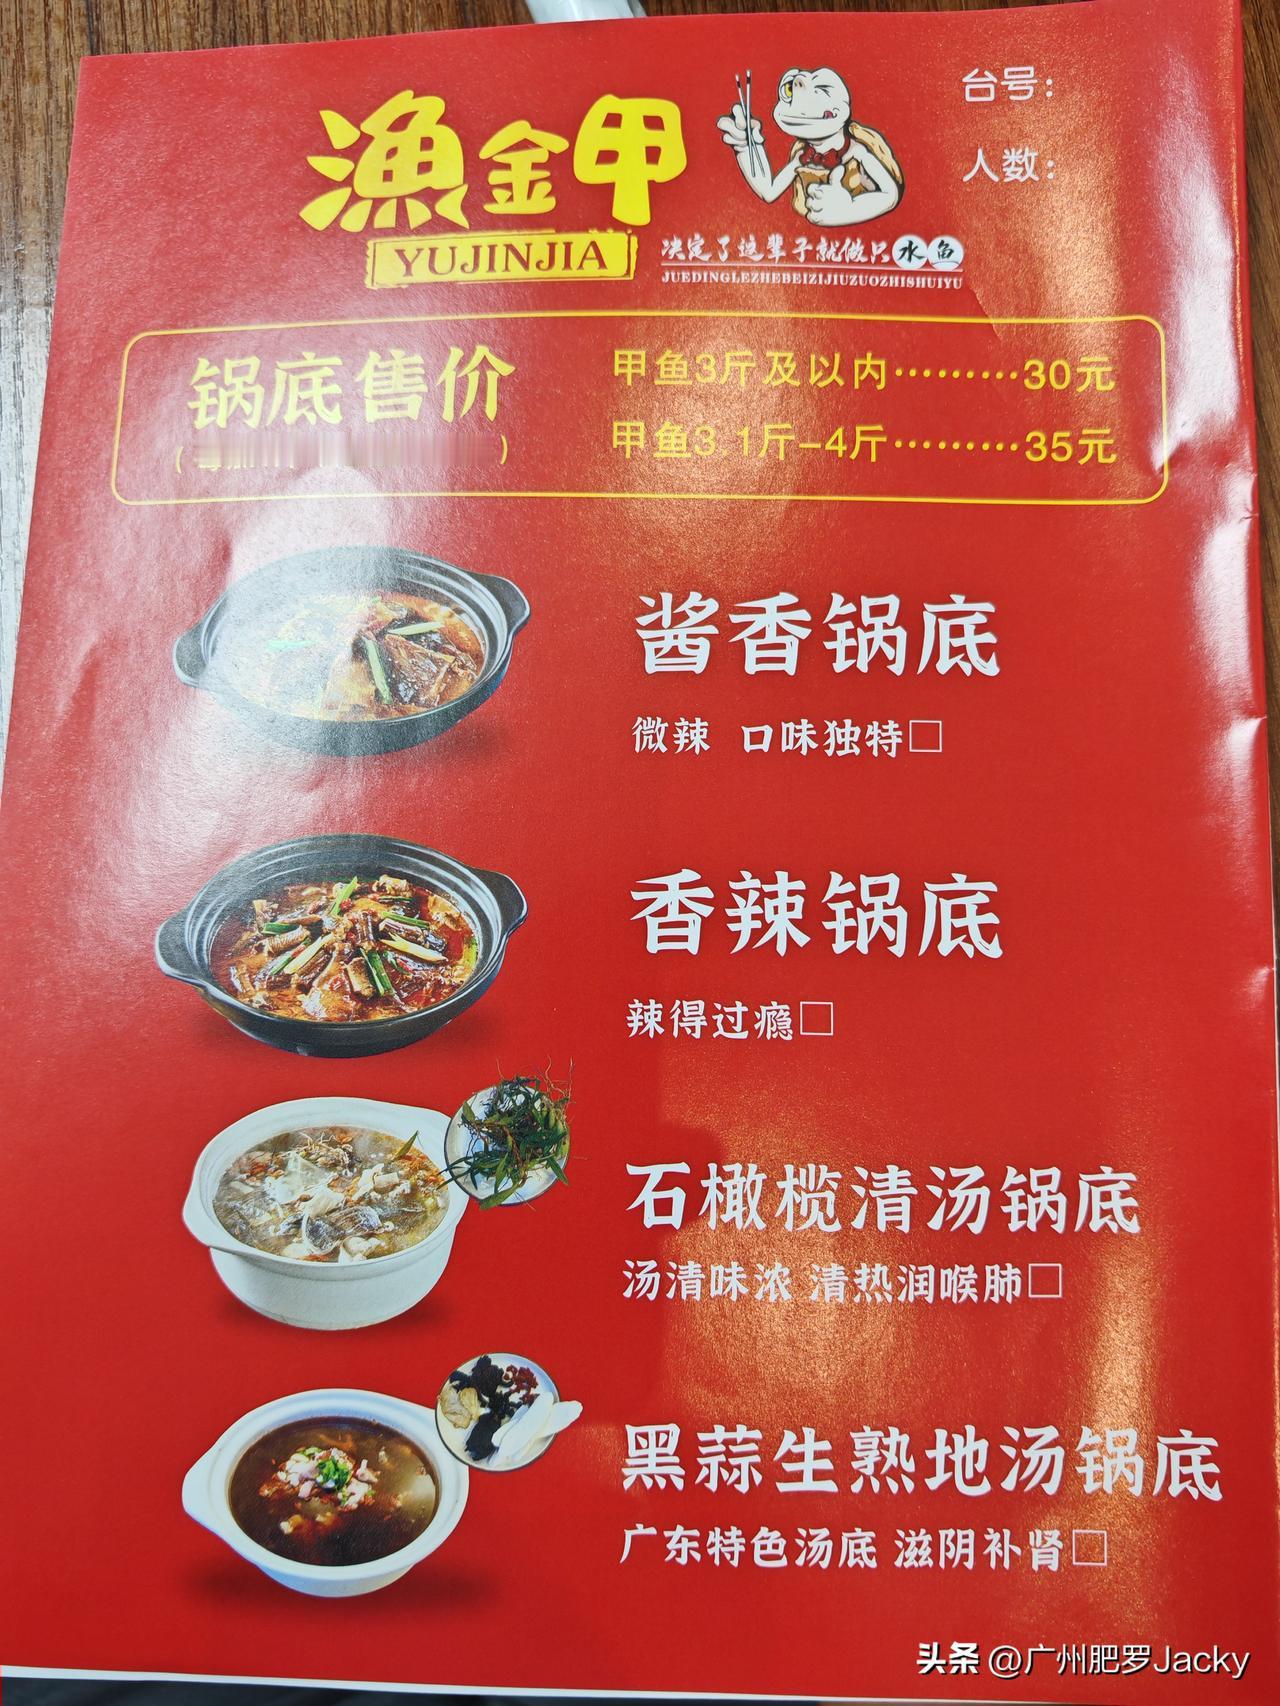 漁金甲
YUJINJIA
决定了这辈子就做只水鱼
JUEDINGLEZHEBEIZIJIUZUOZHISHUIYU
台号：
人数：
锅底售价
甲鱼3斤及以内………30元
甲鱼3.1斤-4斤………35元
酱香锅底
微辣 口味独特□
香辣锅底
辣得过瘾□
石橄榄清汤锅底
汤清味浓 清热润喉肺□
黑蒜生熟地汤锅底
广东特色汤底 滋阴补肾□
头条 @广州肥罗Jacky